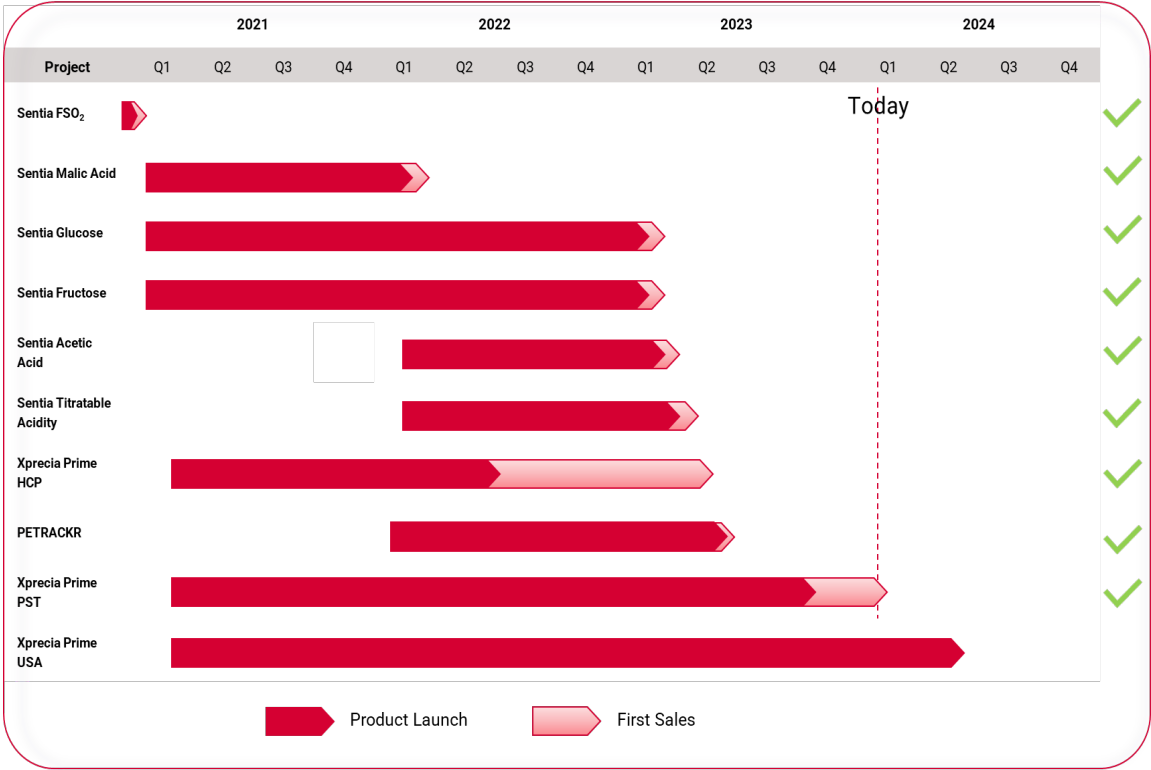 2021 2022 2023 2024
Project Q1 Q2 Q3 Q4 Q1 Q2 Q3 Q4 Q1 Q2 Q3 Q4 Q1 Q2 Q3 Q4
Today
Sentia FSO₂
Sentia Malic Acid
Sentia Glucose
Sentia Fructose
Sentia Acetic
Acid
Sentia Titratable
Acidity
Xprecia Prime
HCP
PETRACKR
Xprecia Prime
PST
Xprecia Prime
USA
Product Launch First Sales